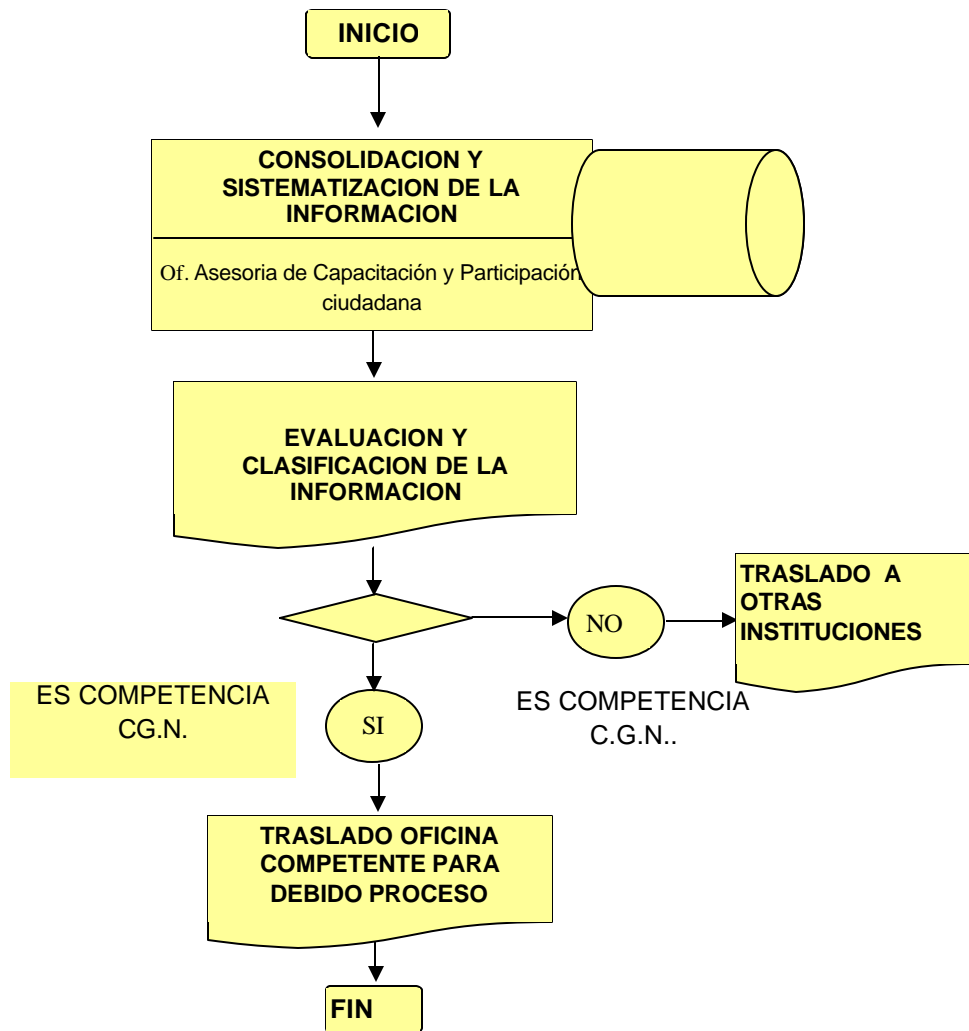 INICIO
CONSOLIDACION Y
SISTEMATIZACION DE LA
INFORMACION
Of. Asesoria de Capacitación y Participación
ciudadana
EVALUACION Y
CLASIFICACION DE LA
INFORMACION
TRASLADO A
OTRAS
INSTITUCIONES
NO
ES COMPETENCIA
CG.N.
SI
ES COMPETENCIA
C.G.N..
TRASLADO OFICINA
COMPETENTE PARA
DEBIDO PROCESO
FIN